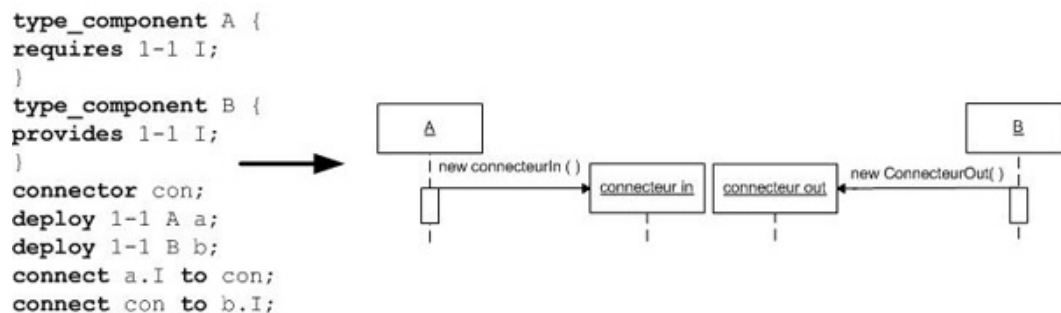 type_component A {
requires 1-1 I;
}
type_component B {
provides 1-1 I;
}
connector con;
deploy 1-1 A a;
deploy 1-1 B b;
connect a.I to con;
connect con to b.I;
A
B
new connecteurIn ( )
connecteur in
connecteur out
new ConnecteurOut( )